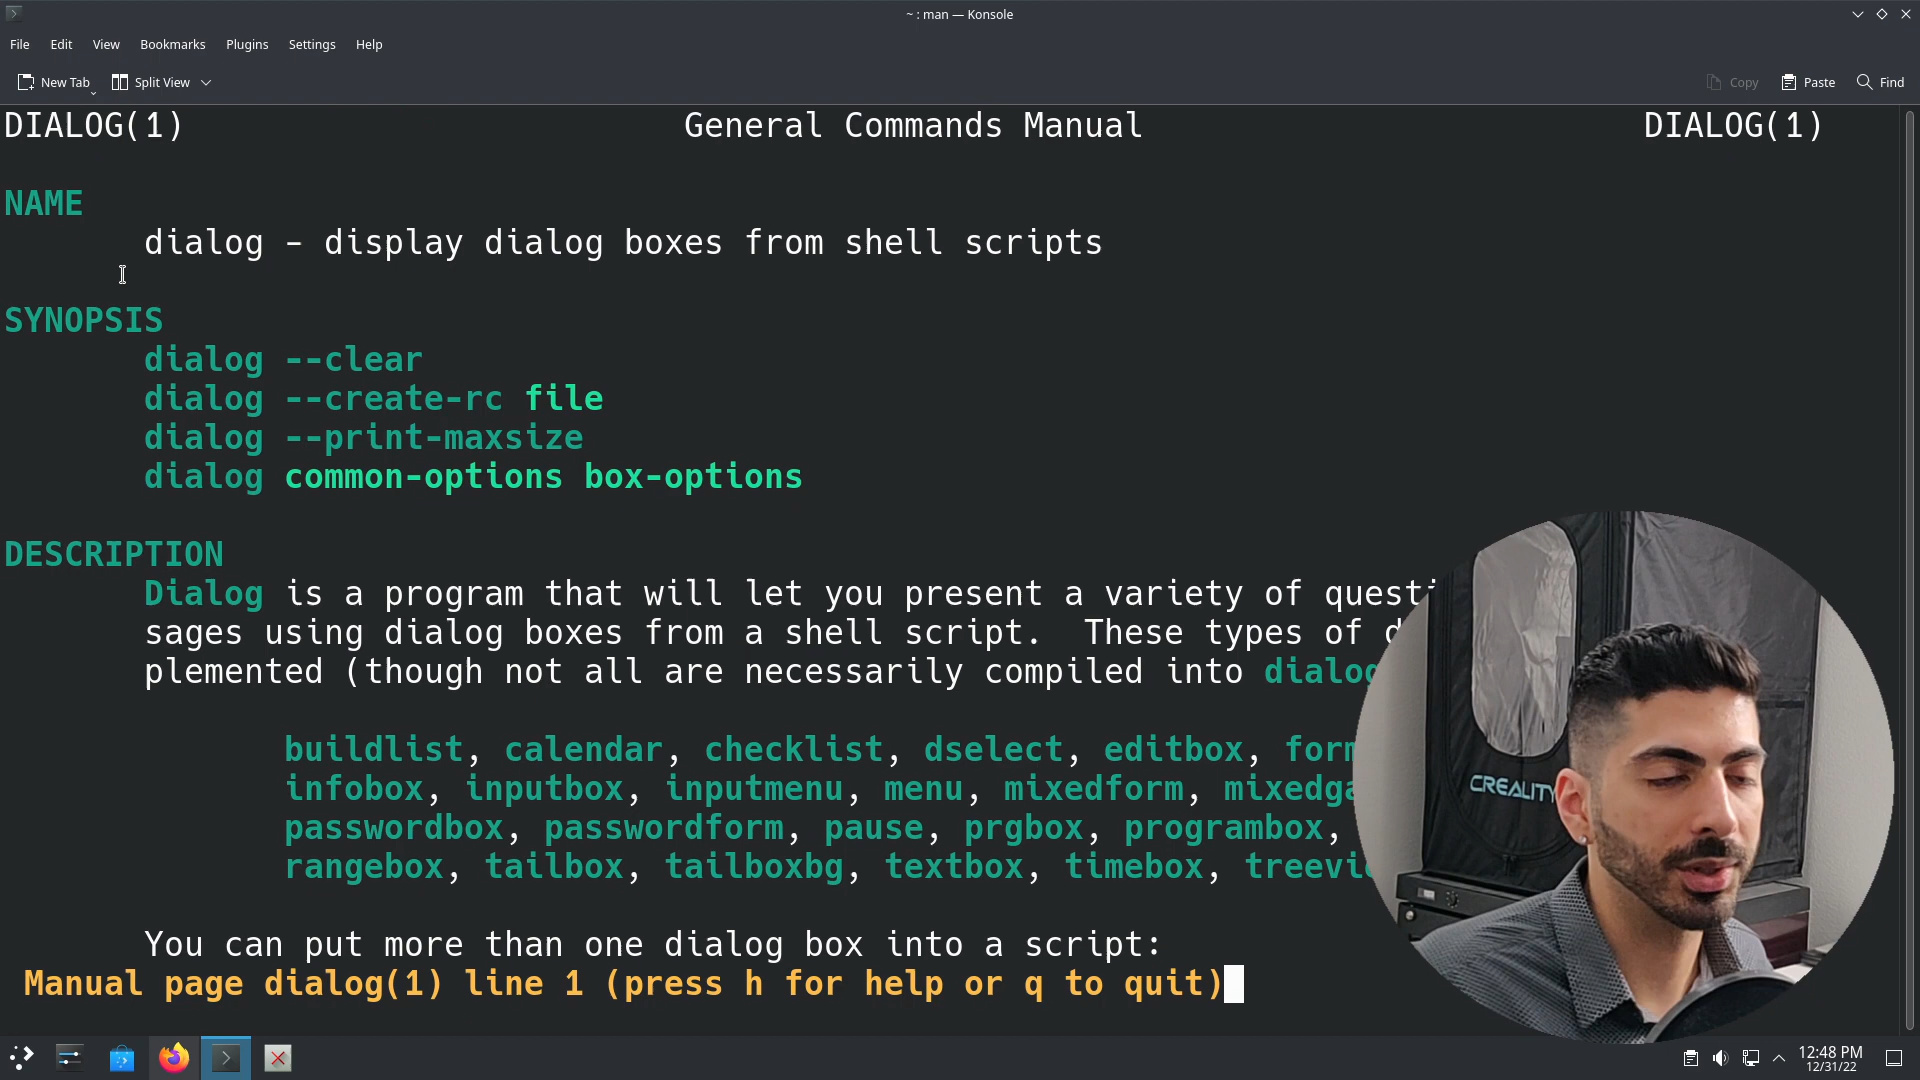 ~ : man — Konsole
File Edit View Bookmarks Plugins Settings Help
New Tab Split View Copy Paste Find
DIALOG(1) General Commands Manual DIALOG(1)
NAME
dialog - display dialog boxes from shell scripts
SYNOPSIS
dialog --clear
dialog --create-rc file
dialog --print-maxsize
dialog common-options box-options
DESCRIPTION
Dialog is a program that will let you present a variety of questi
sages using dialog boxes from a shell script. These types of d
plemented (though not all are necessarily compiled into dialog
buildlist, calendar, checklist, dselect, editbox, form
infobox, inputbox, inputmenu, menu, mixedform, mixedga
passwordbox, passwordform, pause, prgbox, programbox,
rangebox, tailbox, tailboxbg, textbox, timebox, treevie
CREALITY
You can put more than one dialog box into a script:
Manual page dialog(1) line 1 (press h for help or q to quit)
12:48 PM
12/31/22